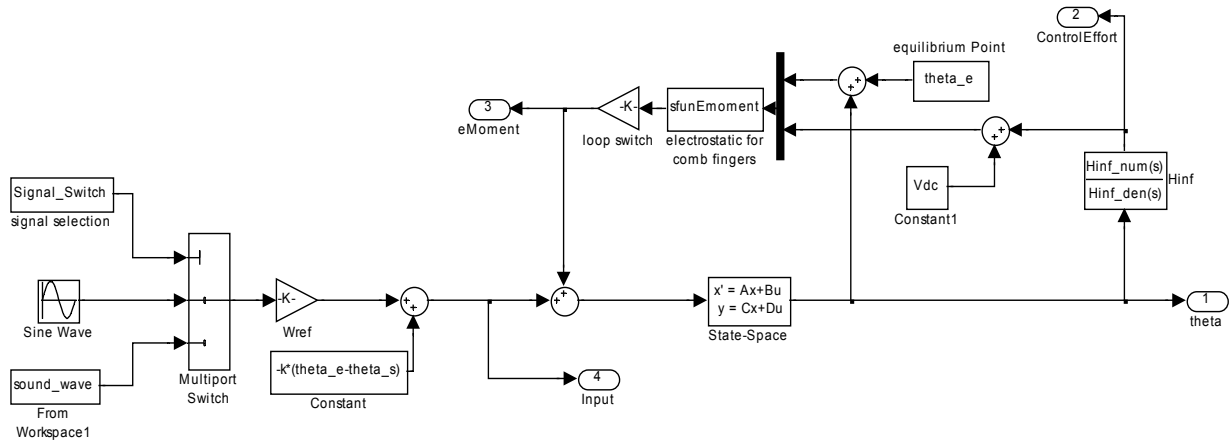 2
ControlEffort
equilibrium Point
theta_e
3
eMoment
-K-
loop switch
sfunEmoment
electrostatic for
comb fingers
+
+
+
+
Vdc
Constant1
Hinf_num(s)
Hinf_den(s)
Hinf
Signal_Switch
signal selection
Sine Wave
sound_wave
From
Workspace1
Multiport
Switch
-K-
Wref
+
+
-k*(theta_e-theta_s)
Constant
+
+
4
Input
x' = Ax+Bu
y = Cx+Du
State-Space
1
theta